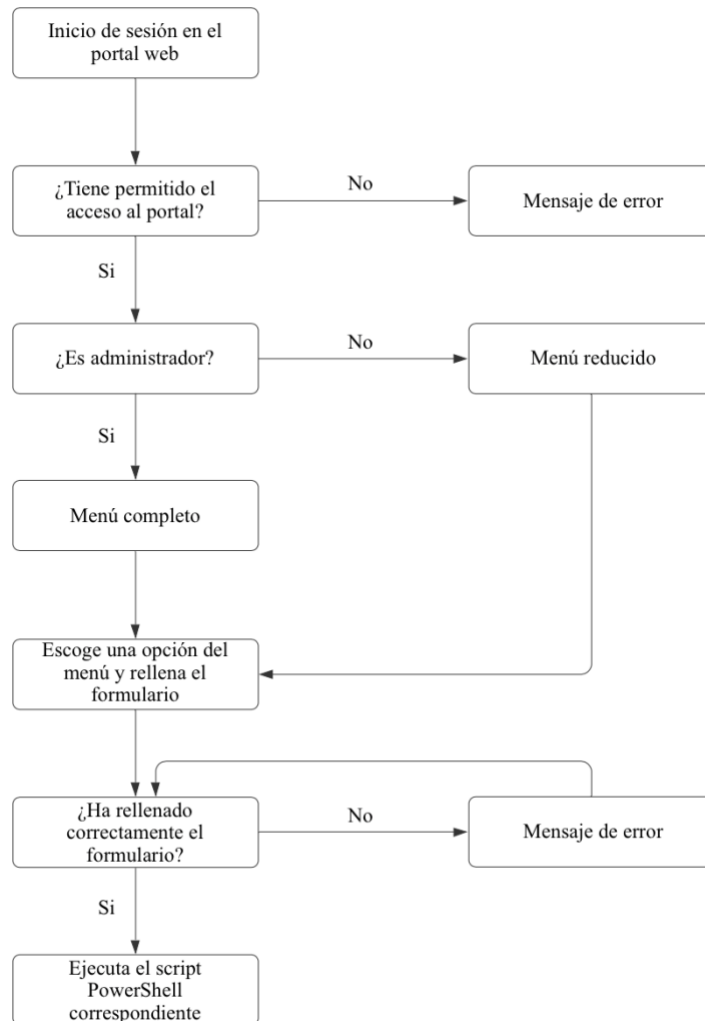 Inicio de sesión en el
portal web
¿Tiene permitido el
acceso al portal?
No
Mensaje de error
Si
¿Es administrador?
No
Menú reducido
Si
Menú completo
Escoge una opción del
menú y rellena el
formulario
¿Ha rellenado
correctamente el
formulario?
No
Mensaje de error
Si
Ejecuta el script
PowerShell
correspondiente